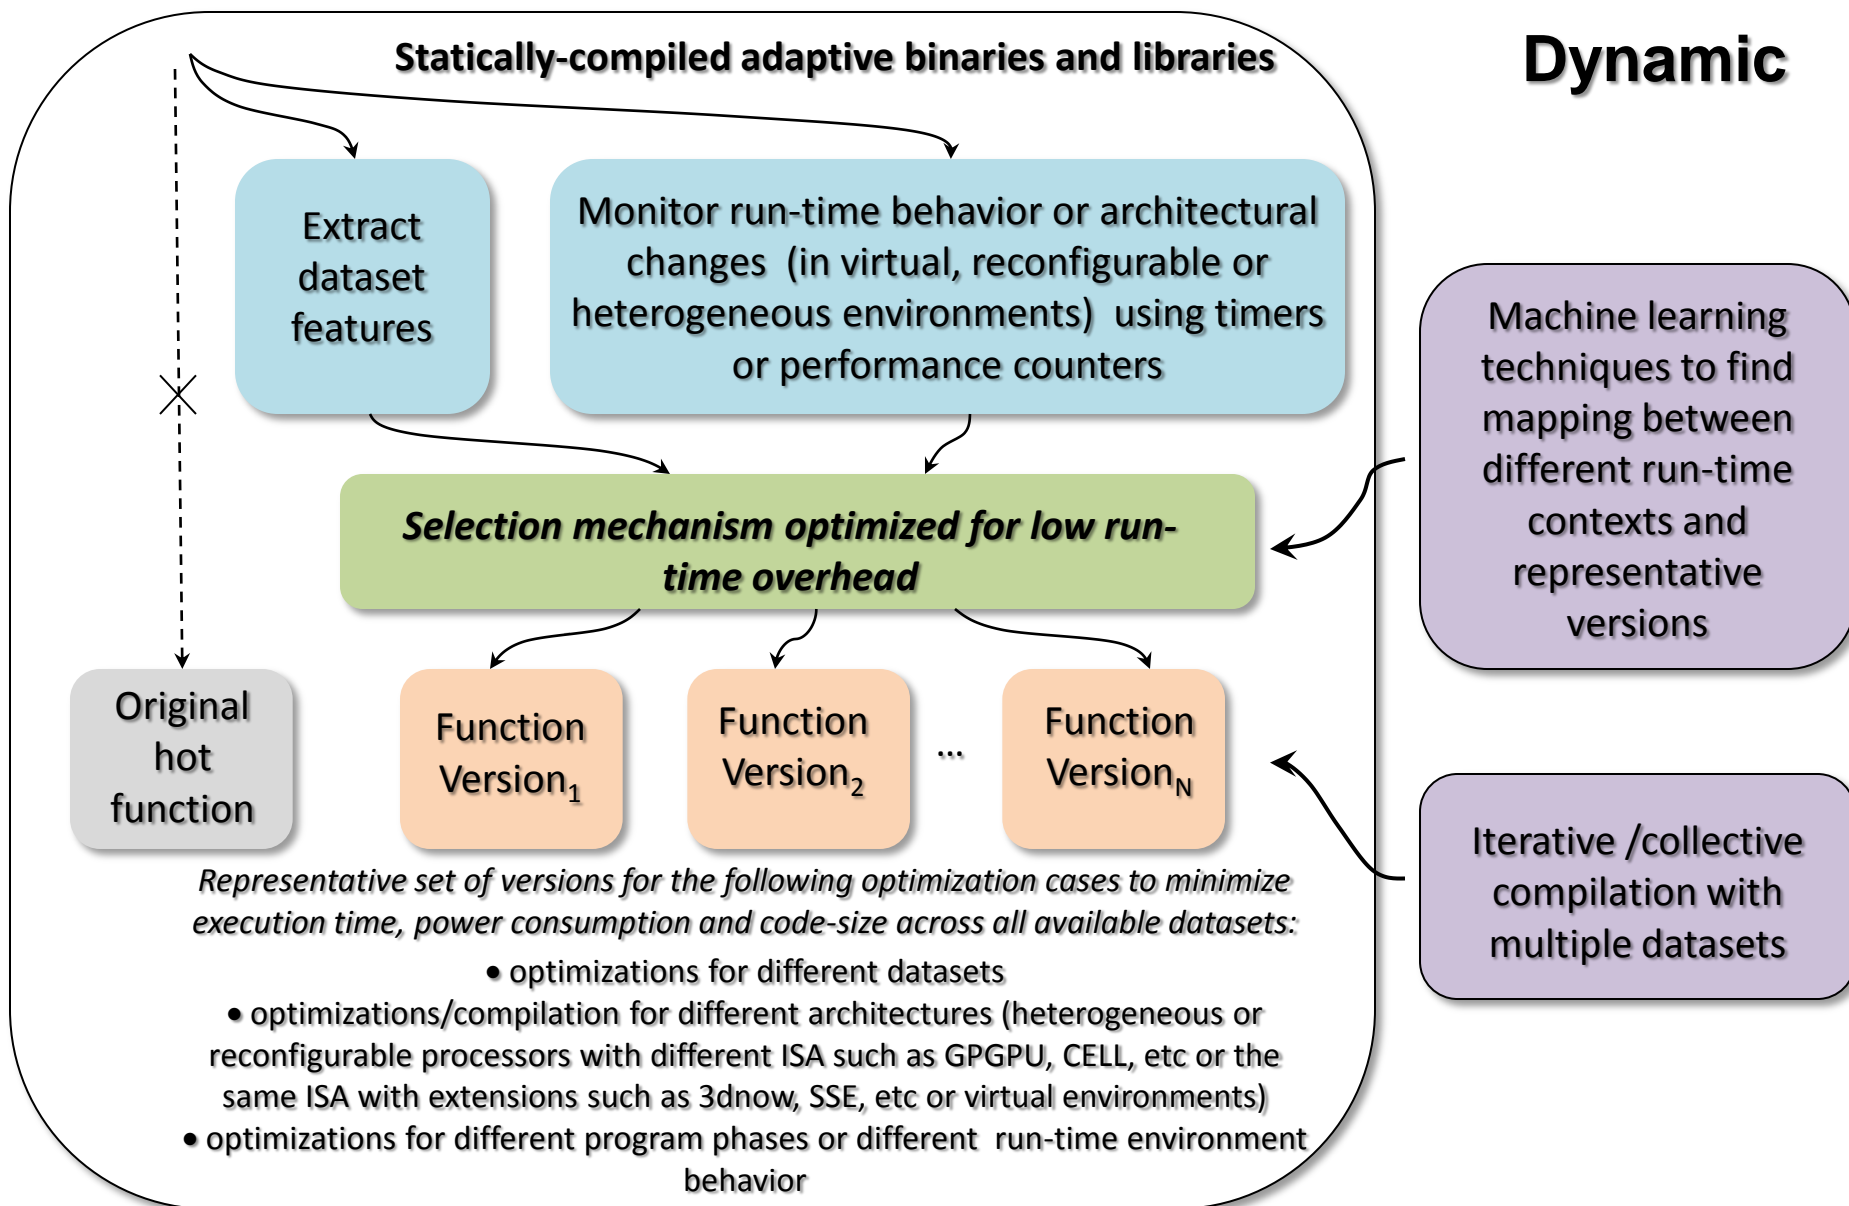 Statically-compiled adaptive binaries and libraries
Dynamic
Extract
dataset
features
Monitor run-time behavior or architectural
changes  (in virtual, reconfigurable or
heterogeneous environments)  using timers
or performance counters
Machine learning
techniques to find
mapping between
different run-time
contexts and
representative
versions
Selection mechanism optimized for low run-
time overhead
Original
hot
function
Function
Version1
Function
Version2
...
Function
VersionN
Iterative /collective
compilation with
multiple datasets
Representative set of versions for the following optimization cases to minimize
execution time, power consumption and code-size across all available datasets:
• optimizations for different datasets
• optimizations/compilation for different architectures (heterogeneous or
reconfigurable processors with different ISA such as GPGPU, CELL, etc or the
same ISA with extensions such as 3dnow, SSE, etc or virtual environments)
• optimizations for different program phases or different  run-time environment
behavior